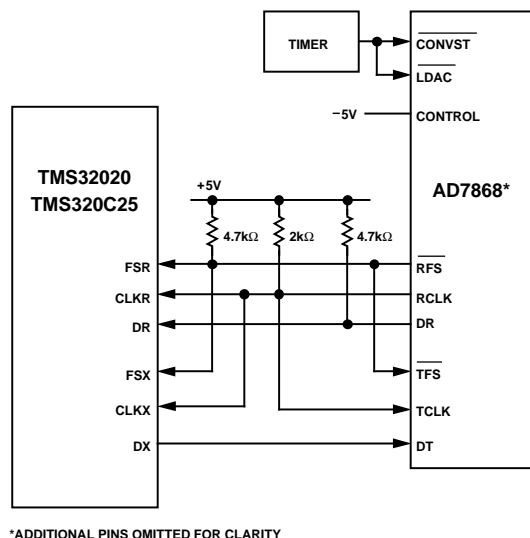 TIMER
CONVST
LDAC
−5V
CONTROL
TMS32020
TMS320C25
AD7868*
+5V
4.7kΩ
2kΩ
4.7kΩ
FSR
RFS
CLKR
RCLK
DR
DR
FSX
TFS
CLKX
TCLK
DX
DT
*ADDITIONAL PINS OMITTED FOR CLARITY